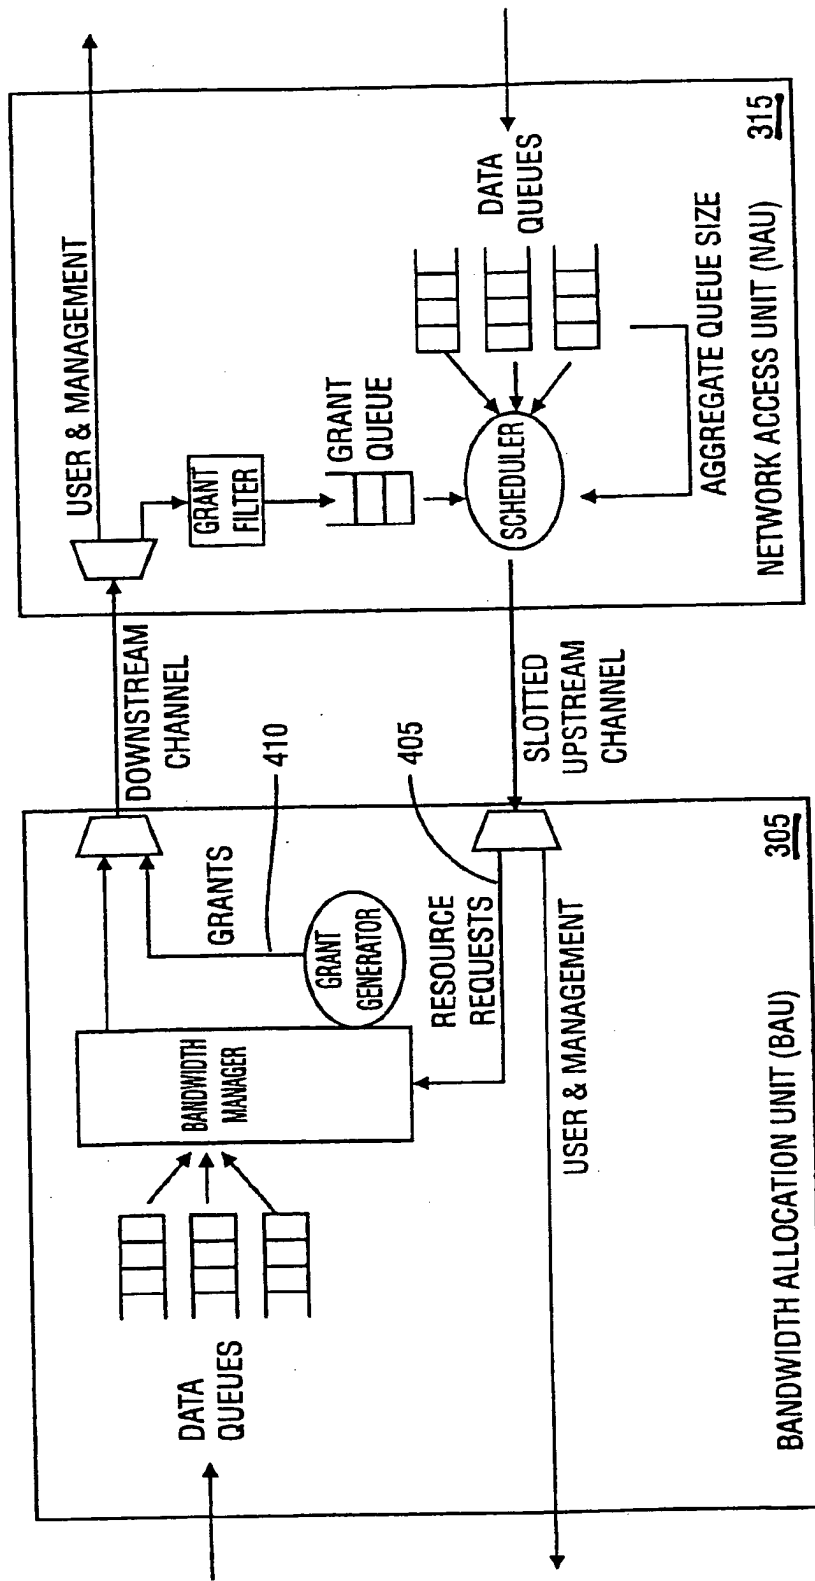 DATA
QUEUES
BANDWIDTH
MANAGER
GRANT
GENERATOR
GRANTS
410
RESOURCE
REQUESTS
405
USER & MANAGEMENT
BANDWIDTH ALLOCATION UNIT (BAU)
305
DOWNSTREAM
CHANNEL
SLOTTED
UPSTREAM
CHANNEL
USER & MANAGEMENT
GRANT
FILTER
GRANT
QUEUE
SCHEDULER
DATA
QUEUES
AGGREGATE QUEUE SIZE
NETWORK ACCESS UNIT (NAU)
315